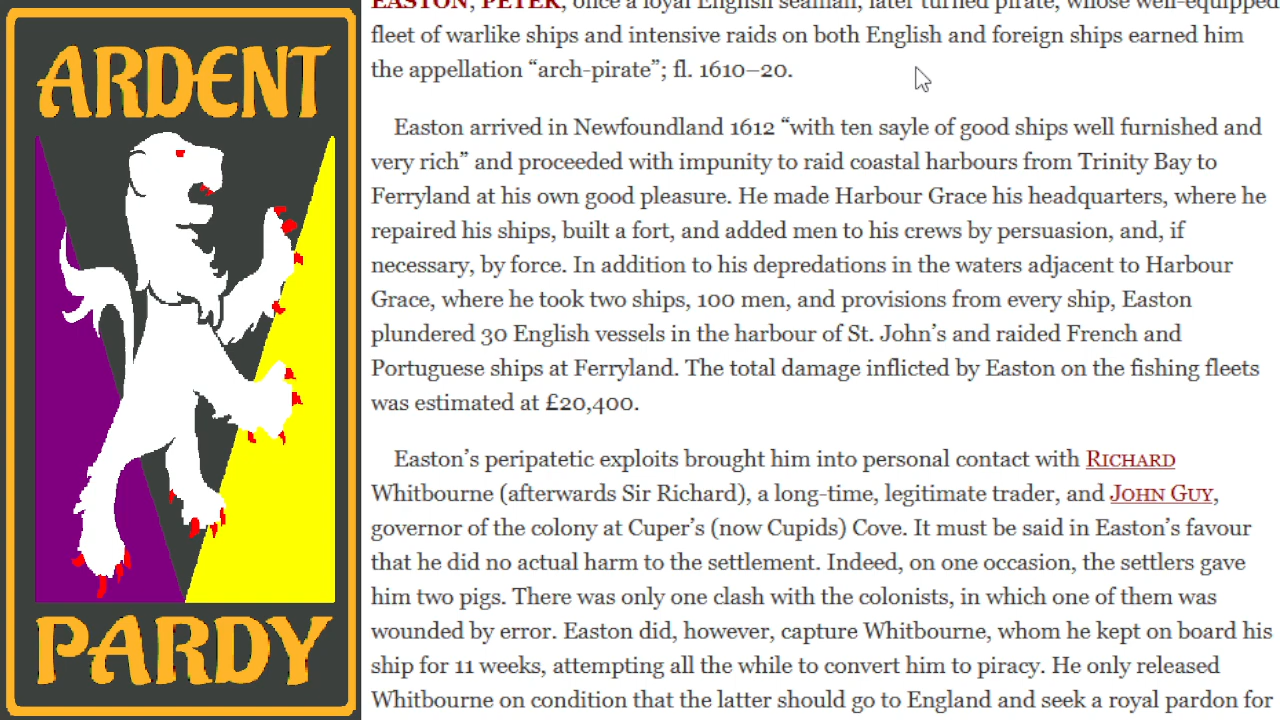 ARDENT
PARDY
EASTON, PETER, once a loyal English seaman, later turned pirate, whose well-equipped
fleet of warlike ships and intensive raids on both English and foreign ships earned him
the appellation “arch-pirate”; fl. 1610–20.
Easton arrived in Newfoundland 1612 “with ten sayle of good ships well furnished and
very rich” and proceeded with impunity to raid coastal harbours from Trinity Bay to
Ferryland at his own good pleasure. He made Harbour Grace his headquarters, where he
repaired his ships, built a fort, and added men to his crews by persuasion, and, if
necessary, by force. In addition to his depredations in the waters adjacent to Harbour
Grace, where he took two ships, 100 men, and provisions from every ship, Easton
plundered 30 English vessels in the harbour of St. John’s and raided French and
Portuguese ships at Ferryland. The total damage inflicted by Easton on the fishing fleets
was estimated at £20,400.
Easton’s peripatetic exploits brought him into personal contact with RICHARD
Whitbourne (afterwards Sir Richard), a long-time, legitimate trader, and JOHN GUY,
governor of the colony at Cuper’s (now Cupids) Cove. It must be said in Easton’s favour
that he did no actual harm to the settlement. Indeed, on one occasion, the settlers gave
him two pigs. There was only one clash with the colonists, in which one of them was
wounded by error. Easton did, however, capture Whitbourne, whom he kept on board his
ship for 11 weeks, attempting all the while to convert him to piracy. He only released
Whitbourne on condition that the latter should go to England and seek a royal pardon for